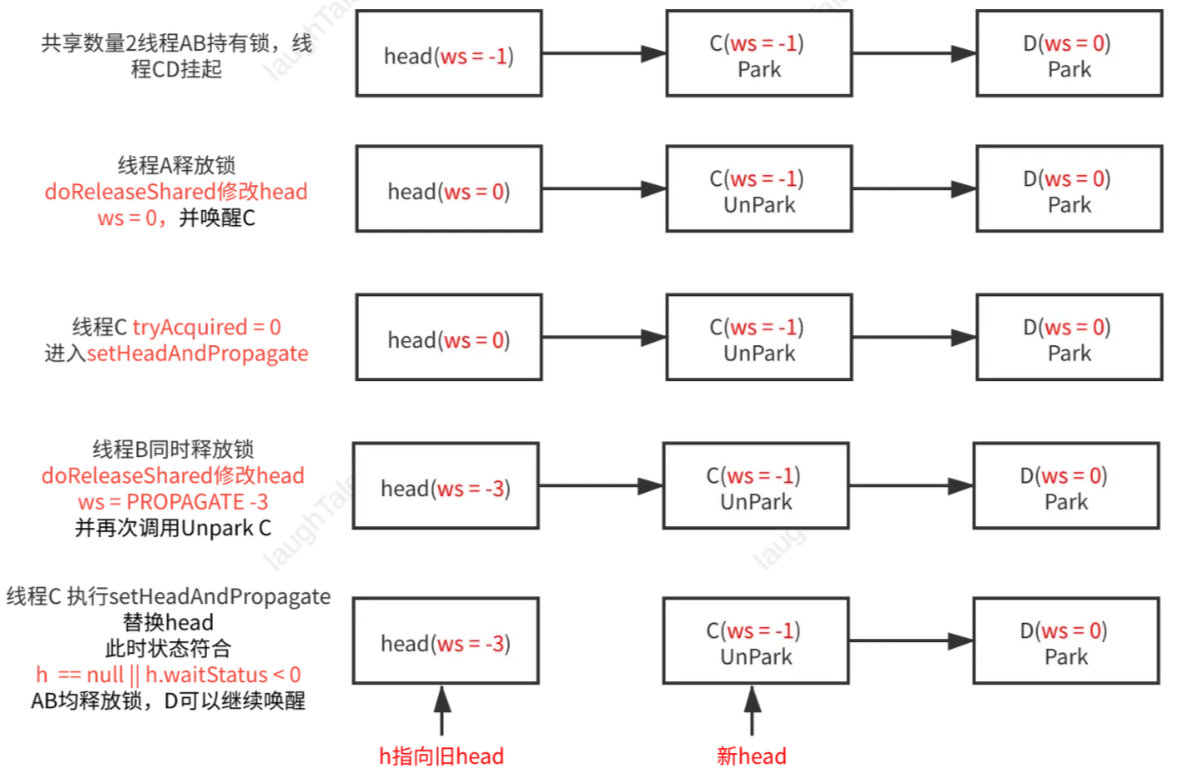 共享数量2线程AB持有锁，线
程CD挂起
head(ws = -1)
C(ws = -1)
Park
D(ws = 0)
Park
线程A释放锁
doReleaseShared修改head
ws = 0，并唤醒C
head(ws = 0)
C(ws = -1)
UnPark
D(ws = 0)
Park
线程C tryAcquired = 0
进入setHeadAndPropagate
head(ws = 0)
C(ws = -1)
UnPark
D(ws = 0)
Park
线程B同时释放锁
doReleaseShared修改head
ws = PROPAGATE -3
并再次调用Unpark C
head(ws = -3)
C(ws = -1)
UnPark
D(ws = 0)
Park
线程C 执行setHeadAndPropagate
替换head
此时状态符合
h == null || h.waitStatus < 0
AB均释放锁，D可以继续唤醒
head(ws = -3)
C(ws = -1)
UnPark
D(ws = 0)
Park
h指向旧head
新head